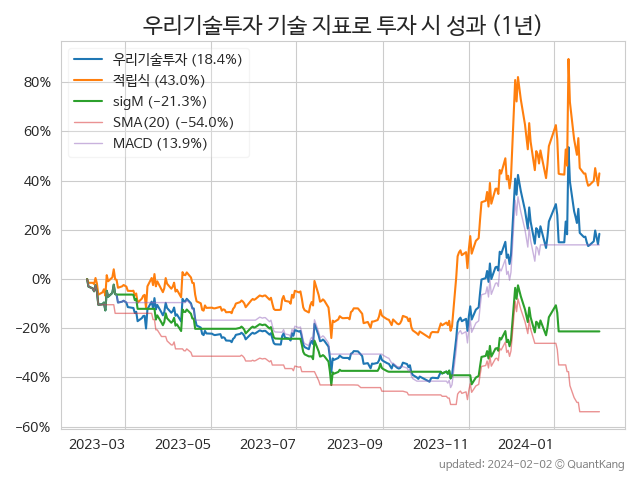 우리기술투자 기술 지표로 투자 시 성과 (1년)
우리기술투자 (18.4%)
적립식 (43.0%)
sigM (−21.3%)
SMA(20) (−54.0%)
MACD (13.9%)
80%
60%
40%
20%
0%
−20%
−40%
−60%
2023−03
2023−05
2023−07
2023−09
2023−11
2024−01
updated: 2024−02−02 © QuantKang